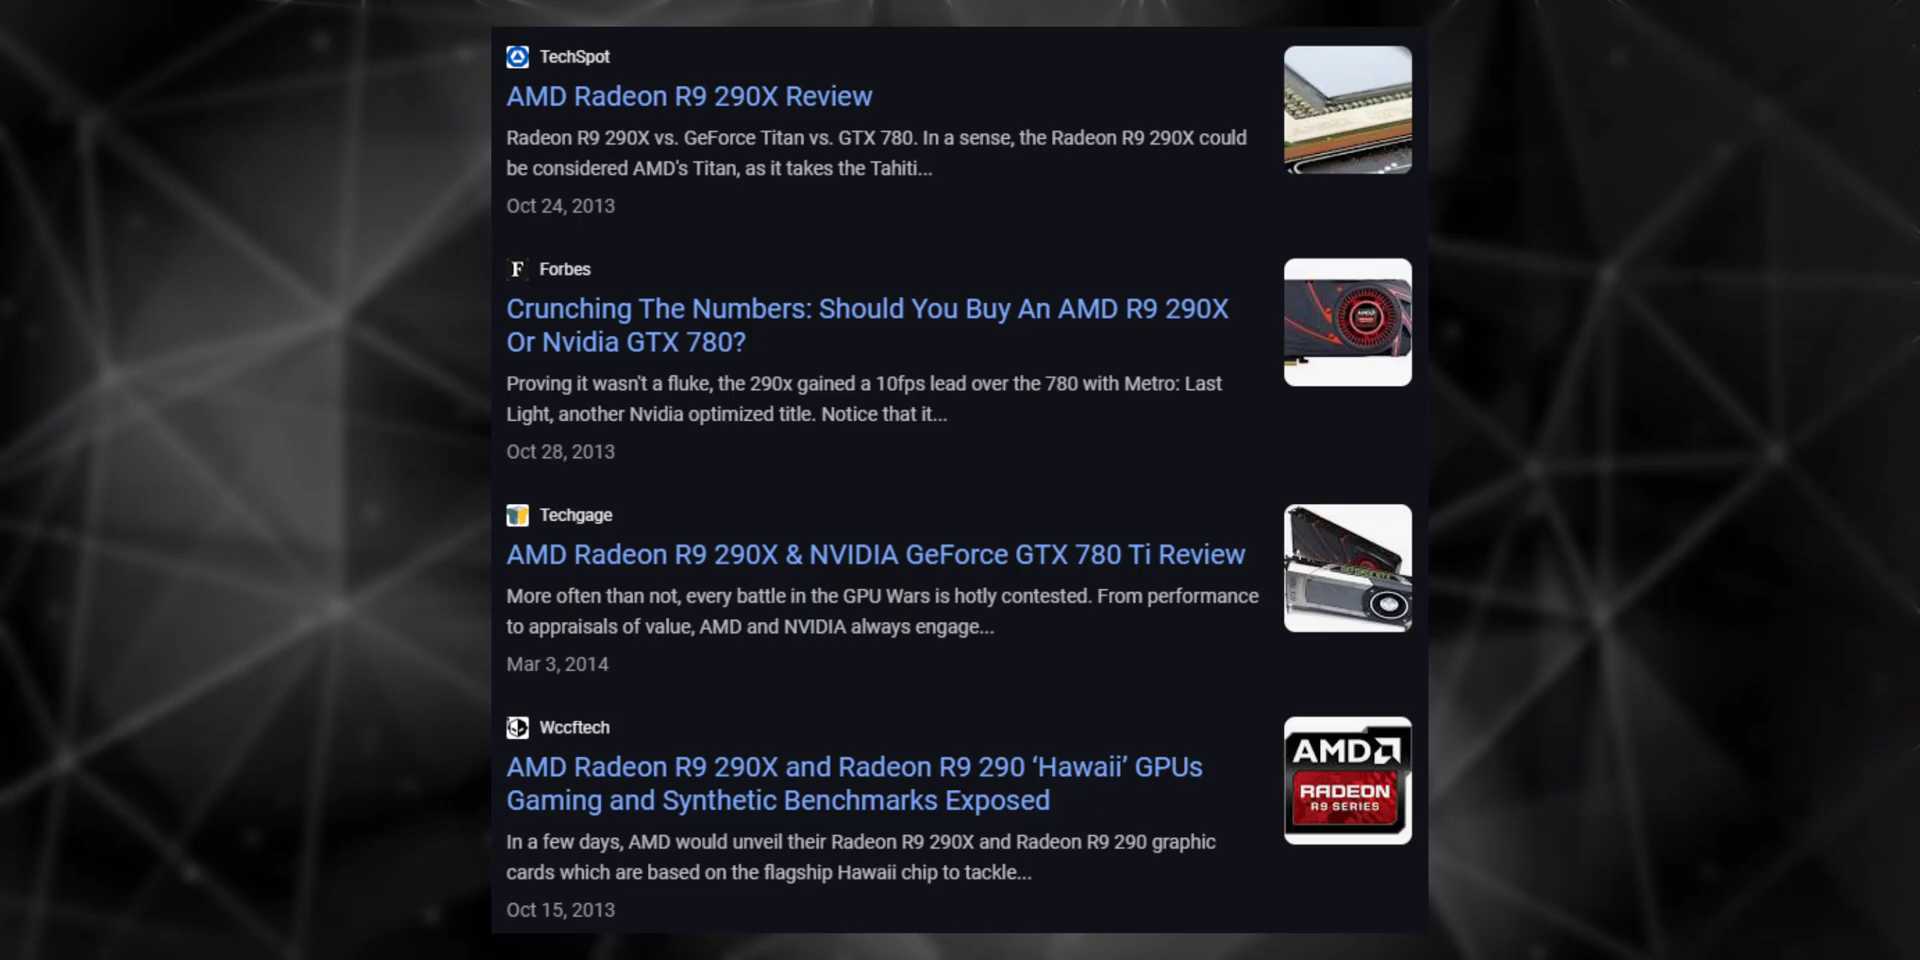 TechSpot
AMD Radeon R9 290X Review
Radeon R9 290X vs. GeForce Titan vs. GTX 780. In a sense, the Radeon R9 290X could
be considered AMD's Titan, as it takes the Tahiti...
Oct 24, 2013
F Forbes
Crunching The Numbers: Should You Buy An AMD R9 290X
Or Nvidia GTX 780?
Proving it wasn't a fluke, the 290x gained a 10fps lead over the 780 with Metro: Last
Light, another Nvidia optimized title. Notice that it...
Oct 28, 2013
AMD
Techgage
AMD Radeon R9 290X & NVIDIA GeForce GTX 780 Ti Review
More often than not, every battle in the GPU Wars is hotly contested. From performance
to appraisals of value, AMD and NVIDIA always engage...
Mar 3, 2014
Wccftech
AMD Radeon R9 290X and Radeon R9 290 ‘Hawaii’ GPUs
Gaming and Synthetic Benchmarks Exposed
In a few days, AMD would unveil their Radeon R9 290X and Radeon R9 290 graphic
cards which are based on the flagship Hawaii chip to tackle...
Oct 15, 2013
AMD
RADEON
R9 SERIES